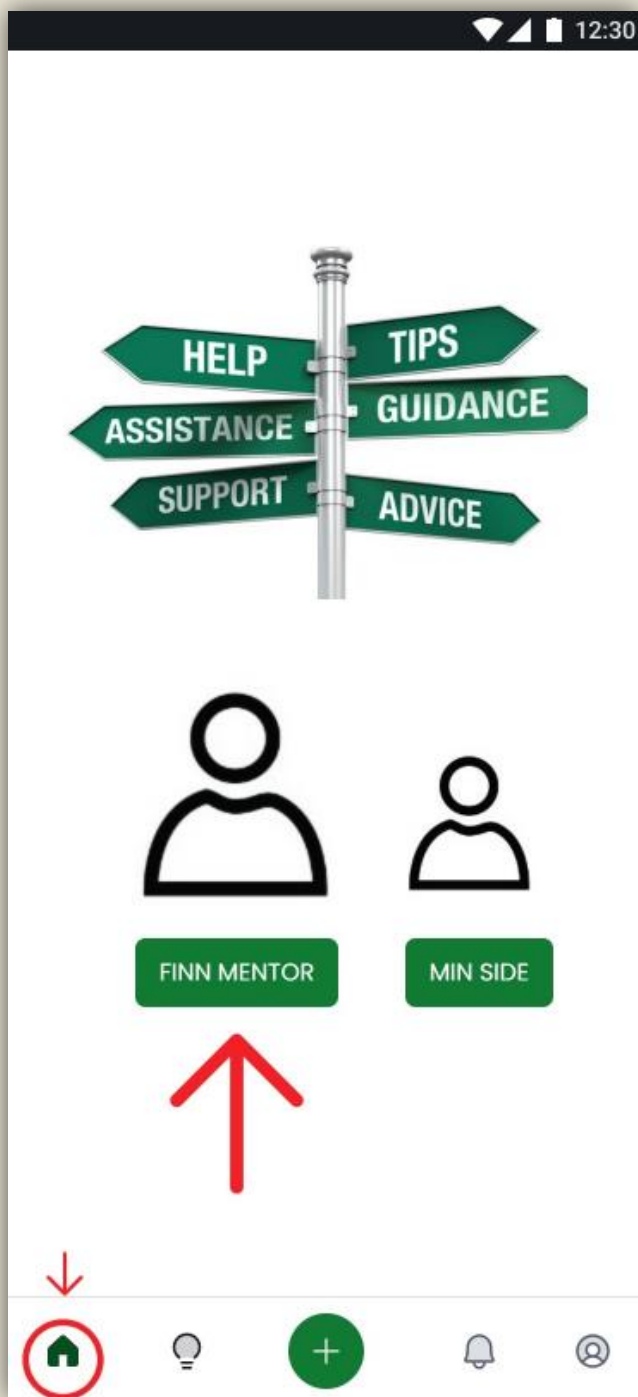 12:30
HELP
TIPS
ASSISTANCE
GUIDANCE
SUPPORT
ADVICE
FINN MENTOR
MIN SIDE